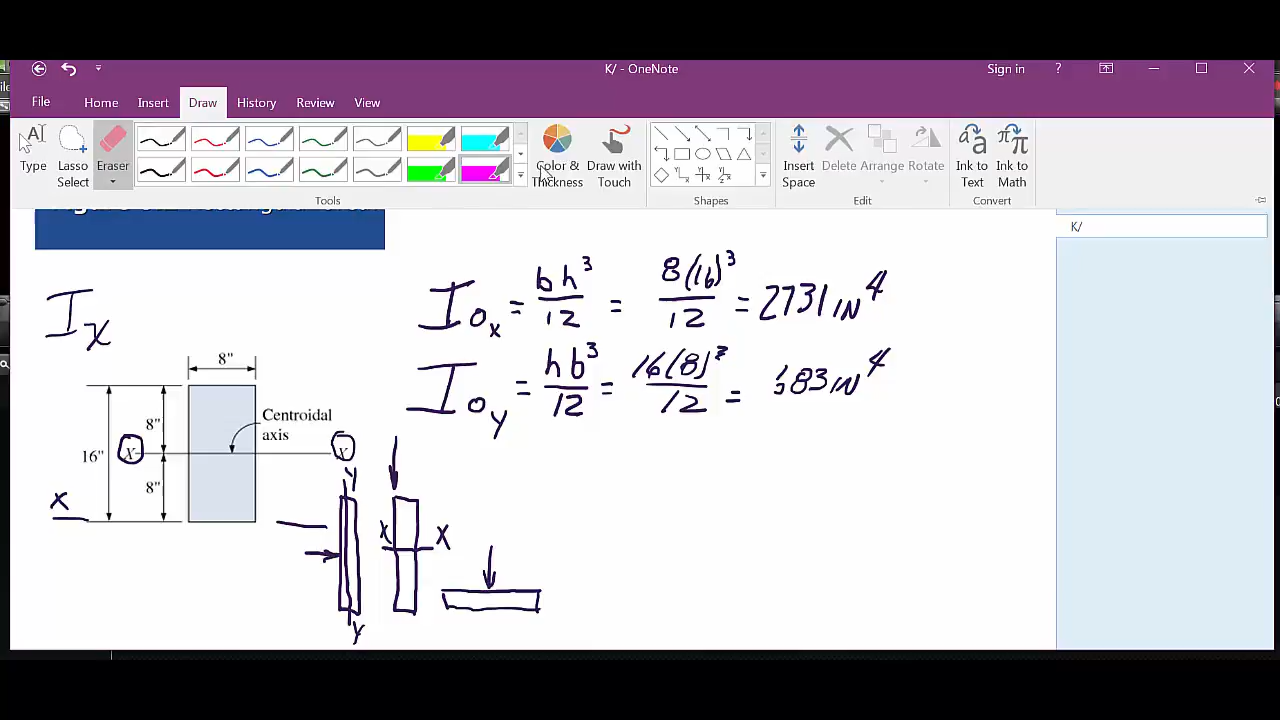 K/ - OneNote
Sign in ?
File Home Insert Draw History Review View
Type
Lasso Select
Eraser
Color & Thickness
Draw with Touch
Insert Space
Delete Arrange Rotate
Ink to Text
Ink to Math
Tools Shapes Edit Convert
K/
Ix
IOx = bh³/12 = 8(16)³/12 = 2731 IN⁴
IOy = hb³/12 = 16(8)³/12 = 683 IN⁴
8"
8"
Centroidal
axis
16"
X
X
8"
X
Y
X X
Y